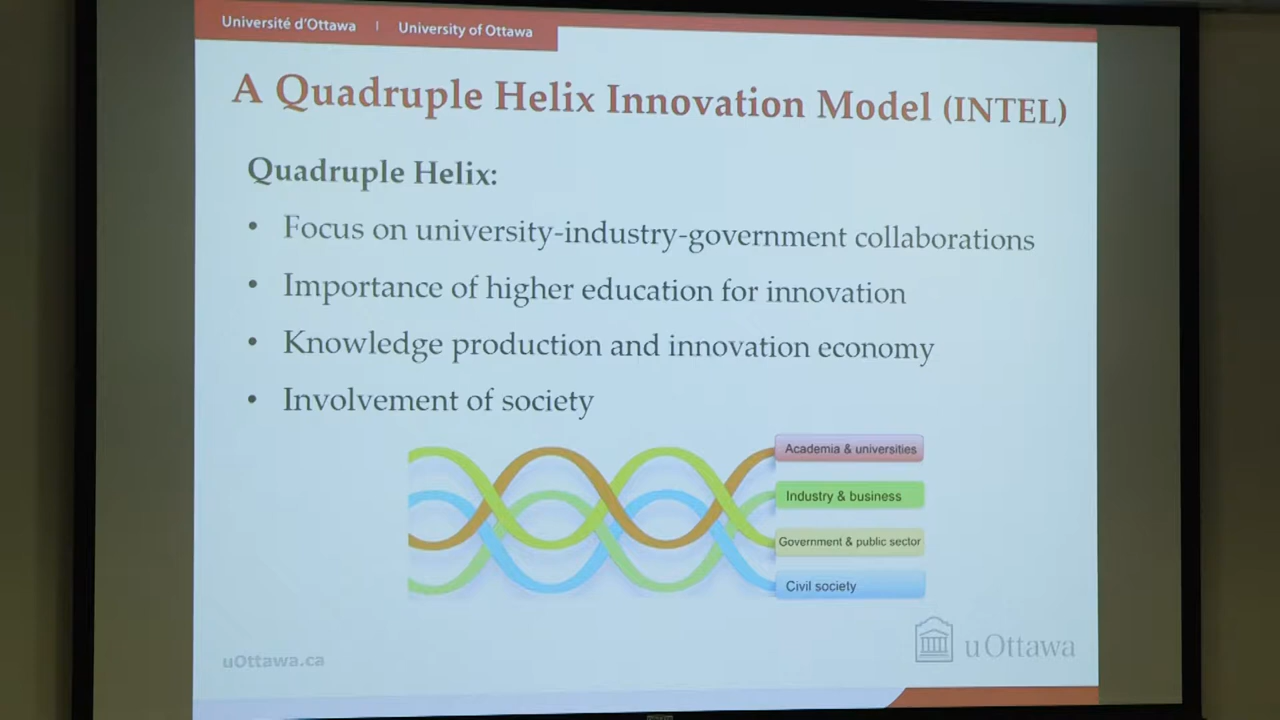 Université d'Ottawa | University of Ottawa
A Quadruple Helix Innovation Model (INTEL)
Quadruple Helix:
• Focus on university-industry-government collaborations
• Importance of higher education for innovation
• Knowledge production and innovation economy
• Involvement of society
Academia & universities
Industry & business
Government & public sector
Civil society
uOttawa.ca
uOttawa